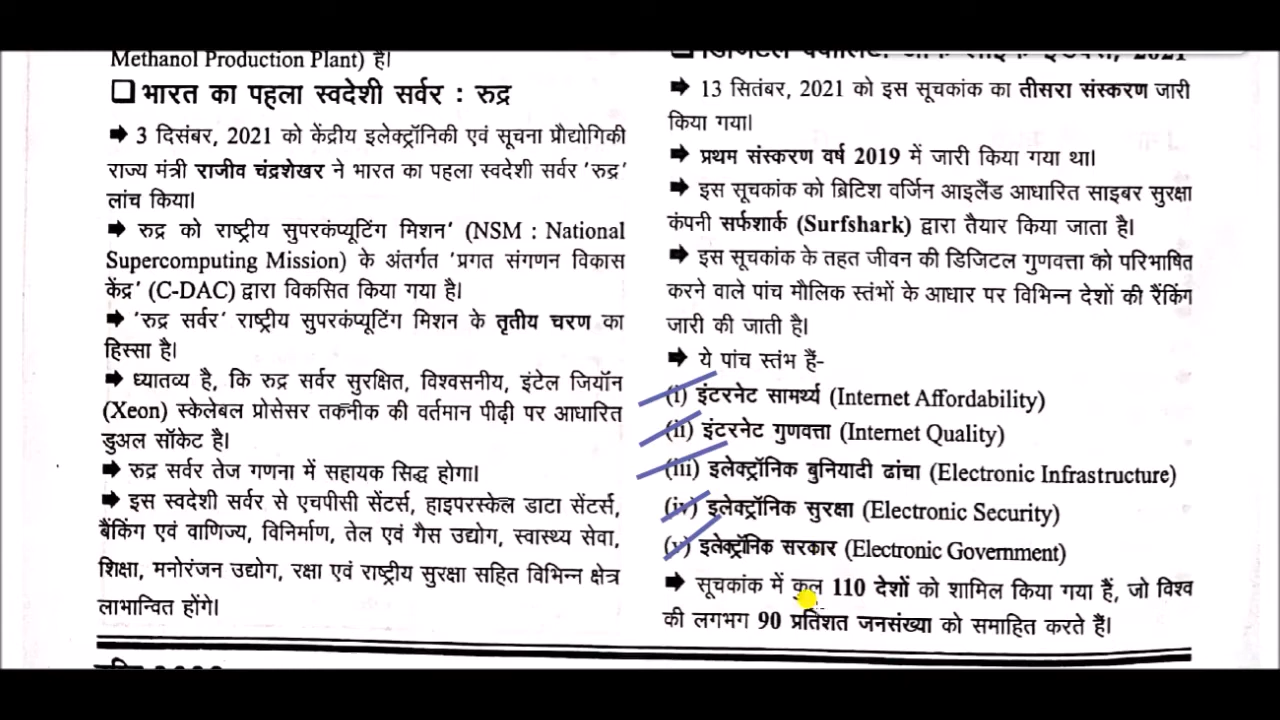 Methanol Production Plant) है।
❑ भारत का पहला स्वदेशी सर्वर : रुद्र
➡ 3 दिसंबर, 2021 को केंद्रीय इलेक्ट्रॉनिकी एवं सूचना प्रौद्योगिकी
राज्य मंत्री राजीव चंद्रशेखर ने भारत का पहला स्वदेशी सर्वर 'रुद्र'
लांच किया।
➡ रुद्र को राष्ट्रीय सुपरकंप्यूटिंग मिशन' (NSM : National
Supercomputing Mission) के अंतर्गत 'प्रगत संगणन विकास
केंद्र' (C-DAC) द्वारा विकसित किया गया है।
➡ 'रुद्र सर्वर' राष्ट्रीय सुपरकंप्यूटिंग मिशन के तृतीय चरण का
हिस्सा है।
➡ ध्यातव्य है, कि रुद्र सर्वर सुरक्षित, विश्वसनीय, इंटेल जियॉन
(Xeon) स्केलेबल प्रोसेसर तकनीक की वर्तमान पीढ़ी पर आधारित
डुअल सॉकेट है।
➡ रुद्र सर्वर तेज गणना में सहायक सिद्ध होगा।
➡ इस स्वदेशी सर्वर से एचपीसी सेंटर्स, हाइपरस्केल डाटा सेंटर्स,
बैंकिंग एवं वाणिज्य, विनिर्माण, तेल एवं गैस उद्योग, स्वास्थ्य सेवा,
शिक्षा, मनोरंजन उद्योग, रक्षा एवं राष्ट्रीय सुरक्षा सहित विभिन्न क्षेत्र
लाभान्वित होंगे।
❑ डिजिटल क्वालिटी ऑफ लाइफ इंडेक्स, 2021
➡ 13 सितंबर, 2021 को इस सूचकांक का तीसरा संस्करण जारी
किया गया।
➡ प्रथम संस्करण वर्ष 2019 में जारी किया गया था।
➡ इस सूचकांक को ब्रिटिश वर्जिन आइलैंड आधारित साइबर सुरक्षा
कंपनी सर्फशार्क (Surfshark) द्वारा तैयार किया जाता है।
➡ इस सूचकांक के तहत जीवन की डिजिटल गुणवत्ता को परिभाषित
करने वाले पांच मौलिक स्तंभों के आधार पर विभिन्न देशों की रैंकिंग
जारी की जाती है।
➡ ये पांच स्तंभ हैं-
(i) इंटरनेट सामर्थ्य (Internet Affordability)
(ii) इंटरनेट गुणवत्ता (Internet Quality)
(iii) इलेक्ट्रॉनिक बुनियादी ढांचा (Electronic Infrastructure)
(iv) इलेक्ट्रॉनिक सुरक्षा (Electronic Security)
(v) इलेक्ट्रॉनिक सरकार (Electronic Government)
➡ सूचकांक में कुल 110 देशों को शामिल किया गया हैं, जो विश्व
की लगभग 90 प्रतिशत जनसंख्या को समाहित करते हैं।